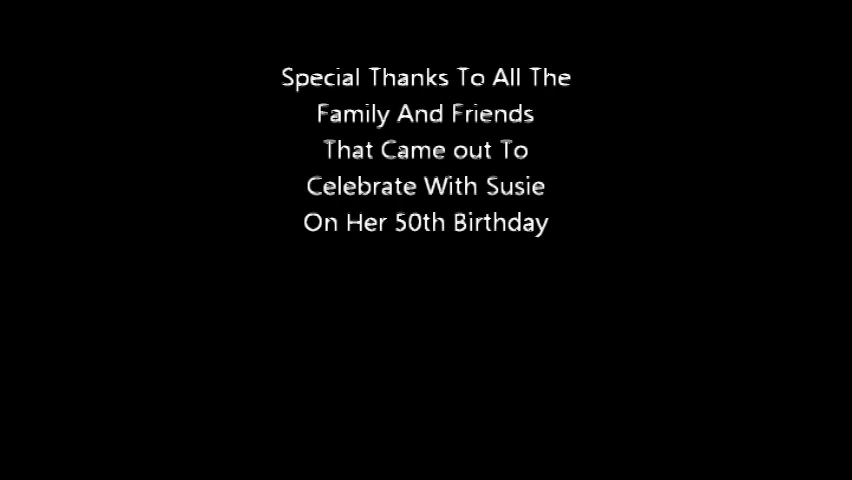 Special Thanks To All The
Family And Friends
That Came out To
Celebrate With Susie
On Her 50th Birthday